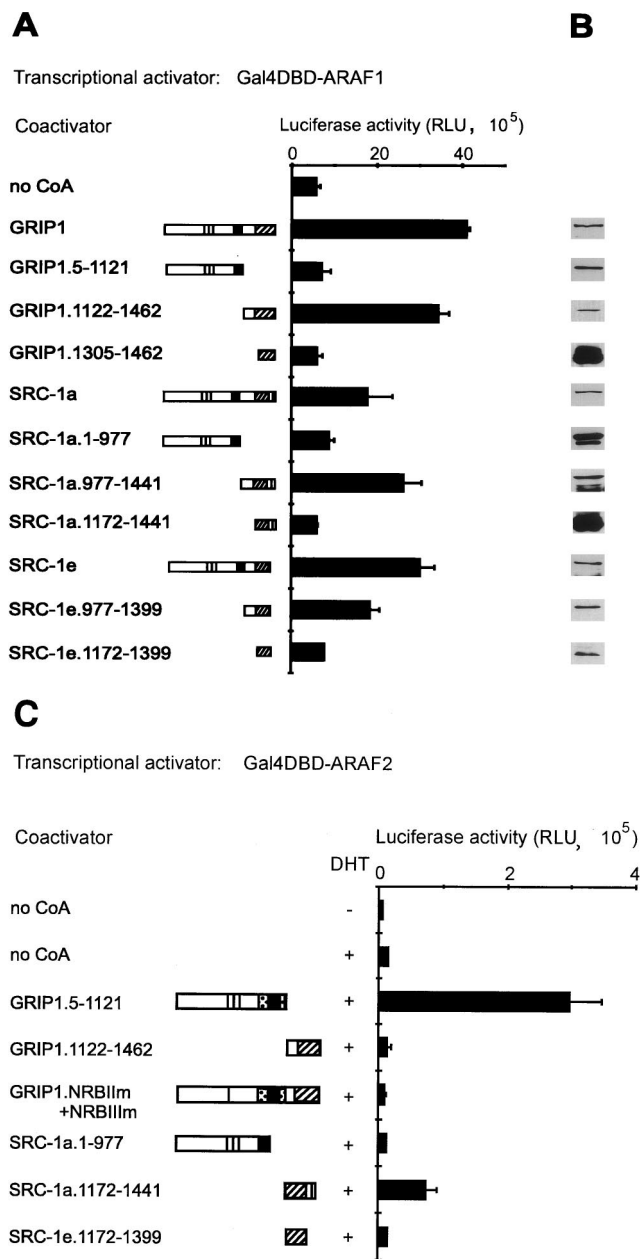 A
B
Transcriptional activator: Gal4DBD-ARAF1
Coactivator
Luciferase activity (RLU, 10^5)
0 20 40
no CoA
GRIP1
GRIP1.5-1121
GRIP1.1122-1462
GRIP1.1305-1462
SRC-1a
SRC-1a.1-977
SRC-1a.977-1441
SRC-1a.1172-1441
SRC-1e
SRC-1e.977-1399
SRC-1e.1172-1399
C
Transcriptional activator: Gal4DBD-ARAF2
Coactivator
Luciferase activity (RLU, 10^5)
DHT
0 2 4
no CoA -
no CoA +
GRIP1.5-1121 +
GRIP1.1122-1462 +
GRIP1.NRBIIm +
+NRBIIIm
SRC-1a.1-977 +
SRC-1a.1172-1441 +
SRC-1e.1172-1399 +